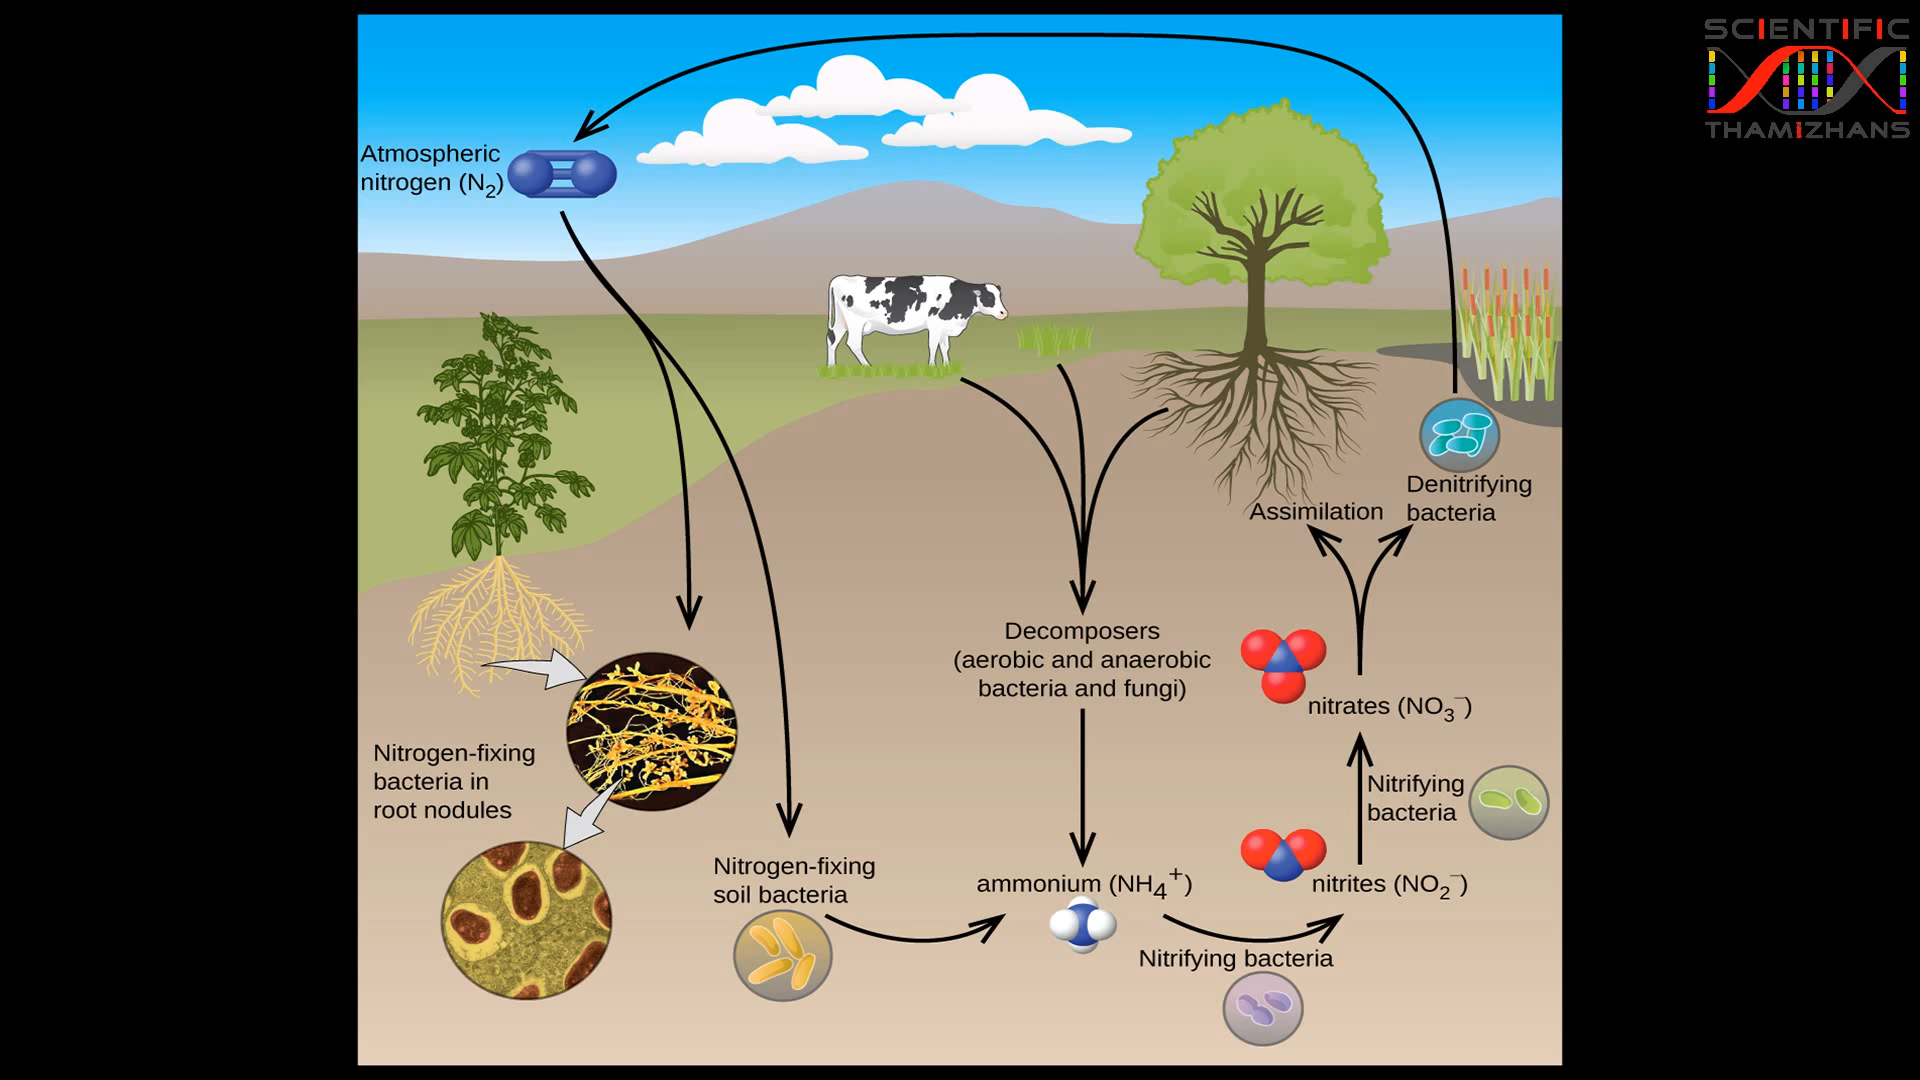 SCIENTIFIC
THAMIZHANS
Atmospheric
nitrogen (N₂)
Denitrifying
bacteria
Assimilation
Decomposers
(aerobic and anaerobic
bacteria and fungi)
nitrates (NO₃⁻)
Nitrogen-fixing
bacteria in
root nodules
Nitrifying
bacteria
Nitrogen-fixing
soil bacteria
ammonium (NH₄⁺)
nitrites (NO₂⁻)
Nitrifying bacteria